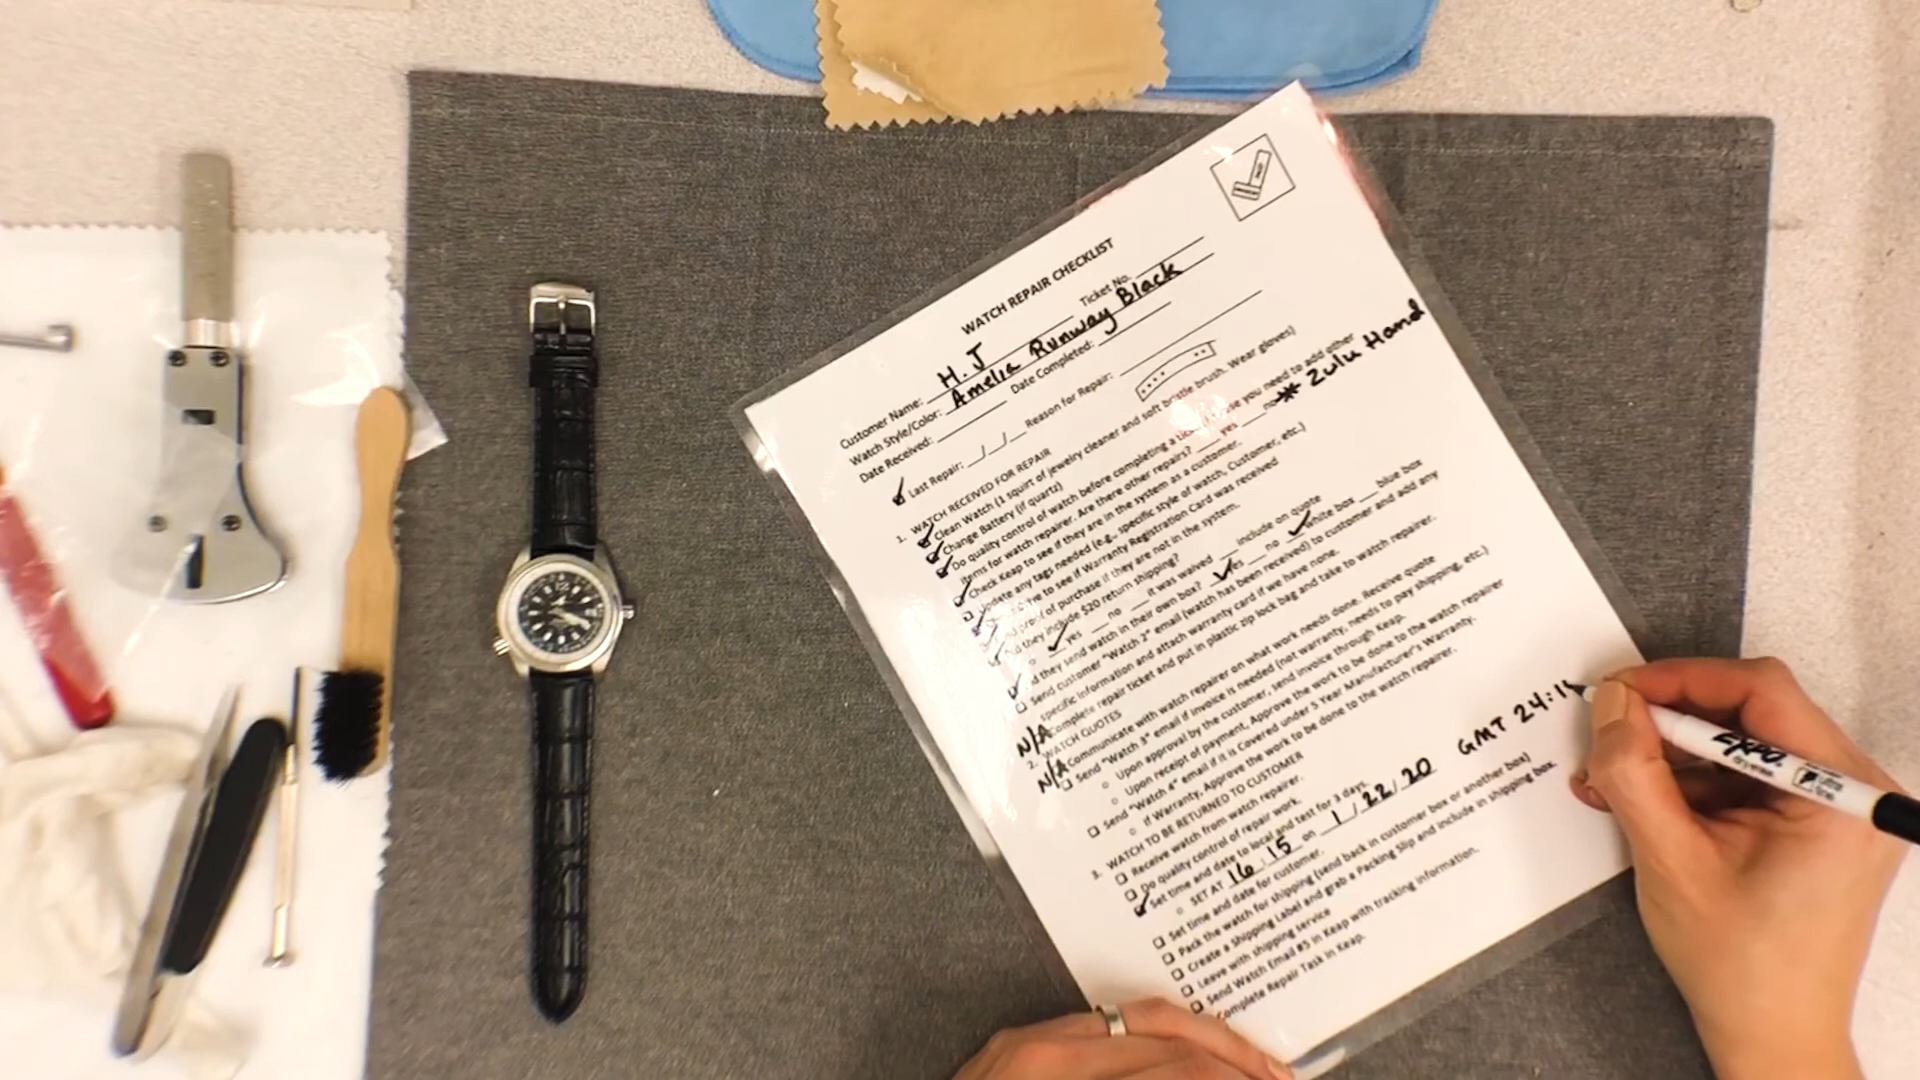 WATCH REPAIR CHECKLIST
Customer Name: H.J Ticket No.
Watch Style/Color: Amelia Runway Black
Date Received: Date Completed:
Last Repair: __/__/__ Reason for Repair:
1. WATCH RECEIVED FOR REPAIR
Clean Watch (1 squirt of jewelry cleaner and soft bristle brush. Wear gloves)
Change Battery (if quartz)
Do quality control of watch before completing a you need to add other
items for watch repairer. Are there other repairs? __ yes __ no * Zulu Hand
Check Keap to see if they are in the system as a customer.
Update any tags needed (e.g., specific style of watch, Customer, etc.)
to see if Warranty Registration Card was received
proof of purchase if they are not in the system.
they include $20 return shipping?
yes __ no __ it was waived __ include on quote
they send watch in their own box? yes __ no white box __ blue box
Send customer "Watch 2" email (watch has been received) to customer and add any
specific information and attach warranty card if we have none.
Complete repair ticket and put in plastic zip lock bag and take to watch repairer.
N/A 2. WATCH QUOTES
Communicate with watch repairer on what work needs done. Receive quote
N/A Send "Watch 3" email if invoice is needed (not warranty, needs to pay shipping, etc.)
Upon approval by the customer, send invoice through Keap.
Upon receipt of payment. Approve the work to be done to the watch repairer
Send "Watch 4" email if it is Covered under 5 Year Manufacturer's Warranty.
If Warranty, Approve the work to be done to the watch repairer.
3. WATCH TO BE RETURNED TO CUSTOMER
Receive watch from watch repairer.
Do quality control of repair work.
Set time and date to local and test for 3 days.
SET AT 16:15 on 1/22/20 GMT 24:1
Set time and date for customer.
Pack the watch for shipping (send back in customer box or another box)
Create a Shipping Label and grab a Packing Slip and include in shipping box.
Leave with shipping service
Send Watch Email #5 in Keap with tracking information.
Complete Repair Task in Keap.
EXPO